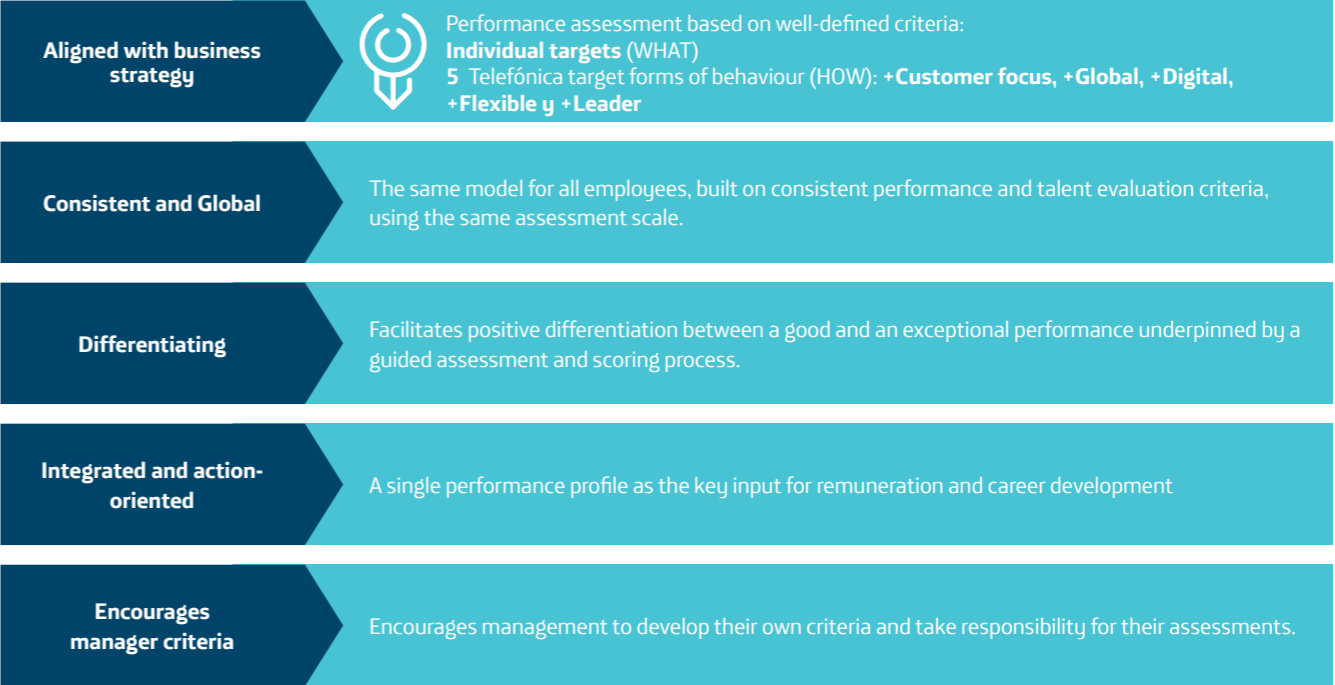 Aligned with business
strategy
Performance assessment based on well-defined criteria:
Individual targets (WHAT)
5 Telefónica target forms of behaviour (HOW): +Customer focus, +Global, +Digital,
+Flexible y +Leader
Consistent and Global
The same model for all employees, built on consistent performance and talent evaluation criteria,
using the same assessment scale.
Differentiating
Facilitates positive differentiation between a good and an exceptional performance underpinned by a
guided assessment and scoring process.
Integrated and action-
oriented
A single performance profile as the key input for remuneration and career development
Encourages
manager criteria
Encourages management to develop their own criteria and take responsibility for their assessments.